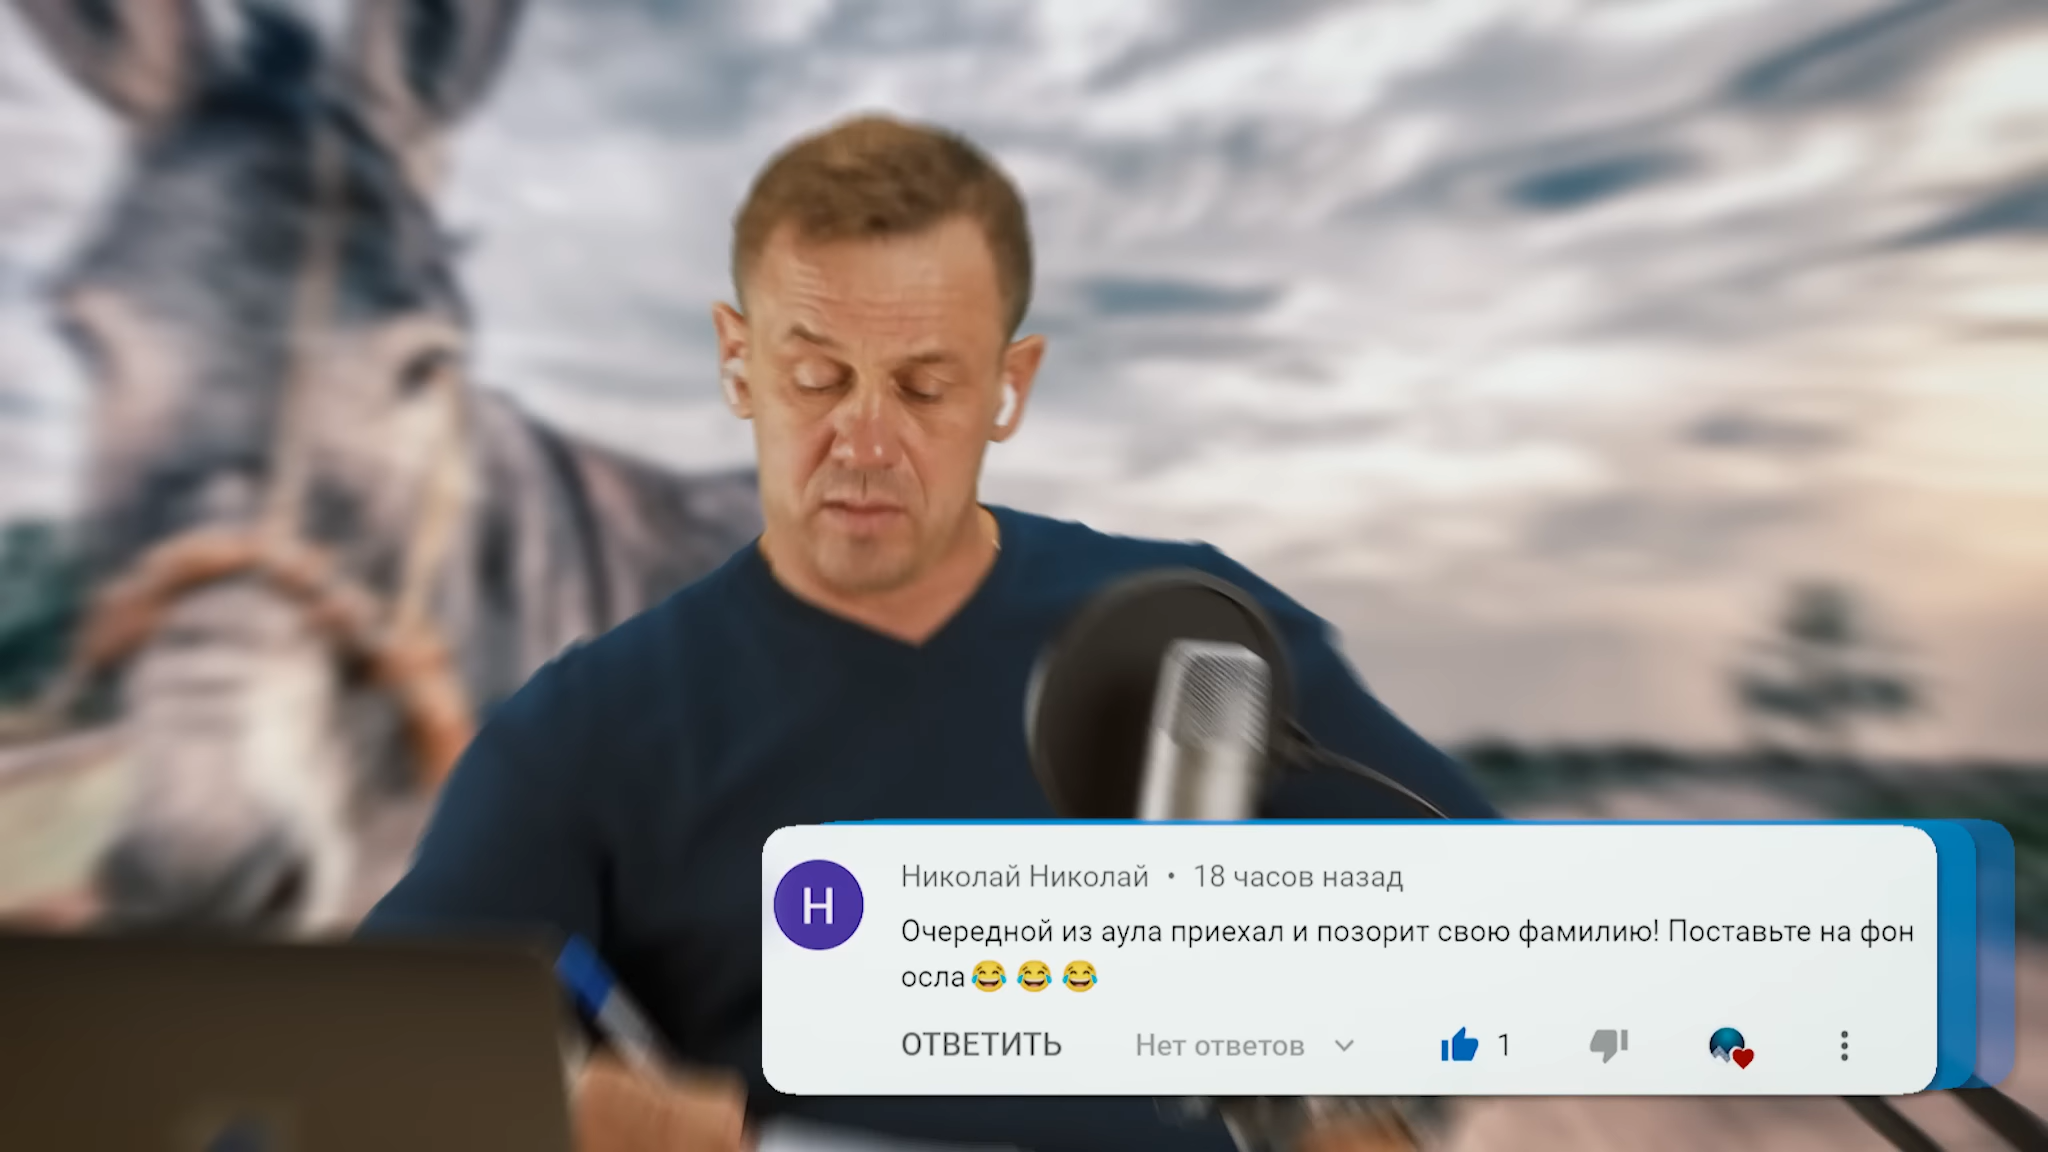 Н
Николай Николай • 18 часов назад
Очередной из аула приехал и позорит свою фамилию! Поставьте на фон
осла😂😂😂
ОТВЕТИТЬ Нет ответов 1